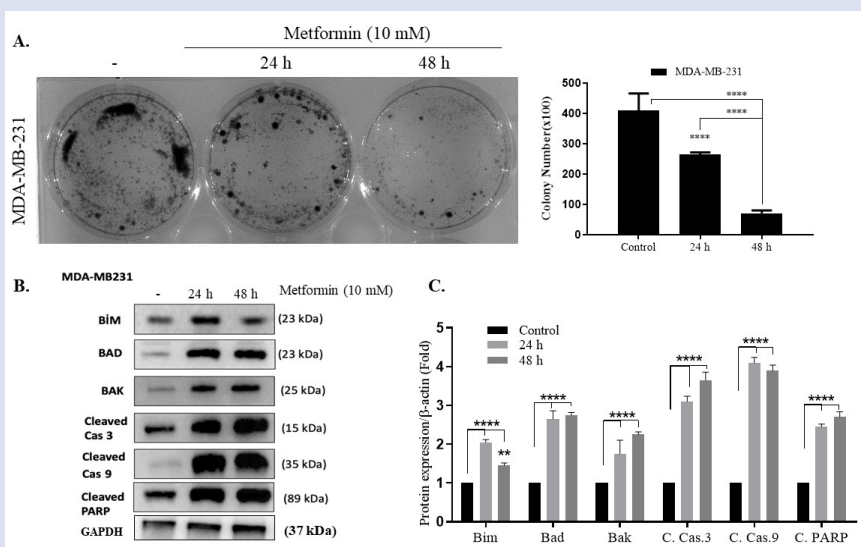 A.
Metformin (10 mM)
- 24 h 48 h
MDA-MB-231
MDA-MB-231
Colony Number(x100)
500
400
300
200
100
0
****
****
****
Control 24 h 48 h
B.
MDA-MB231
- 24 h 48 h Metformin (10 mM)
BİM (23 kDa)
BAD (23 kDa)
BAK (25 kDa)
Cleaved
Cas 3 (15 kDa)
Cleaved
Cas 9 (35 kDa)
Cleaved
PARP (89 kDa)
GAPDH (37 kDa)
C.
Protein expression/β-actin (Fold)
5
4
3
2
1
0
Control
24 h
48 h
**** ** **** **** **** **** ****
Bim Bad Bak C. Cas.3 C. Cas.9 C. PARP